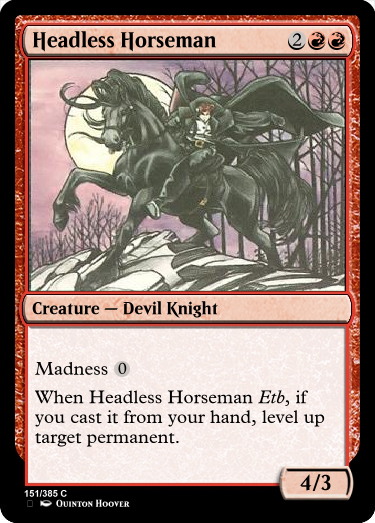 Headless Horseman 2
Creature — Devil Knight
Madness 0
When Headless Horseman Etb, if
you cast it from your hand, level up
target permanent.
4/3
151/385 C
Quinton Hoover